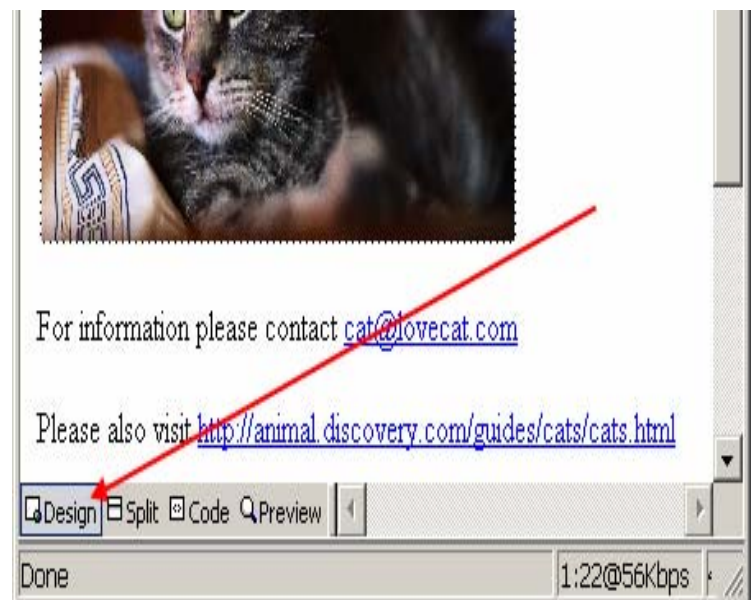 For information please contact cat@lovecat.com
Please also visit http://animal.discovery.com/guides/cats/cats.html
Design Split Code Preview
Done 1:22@56Kbps